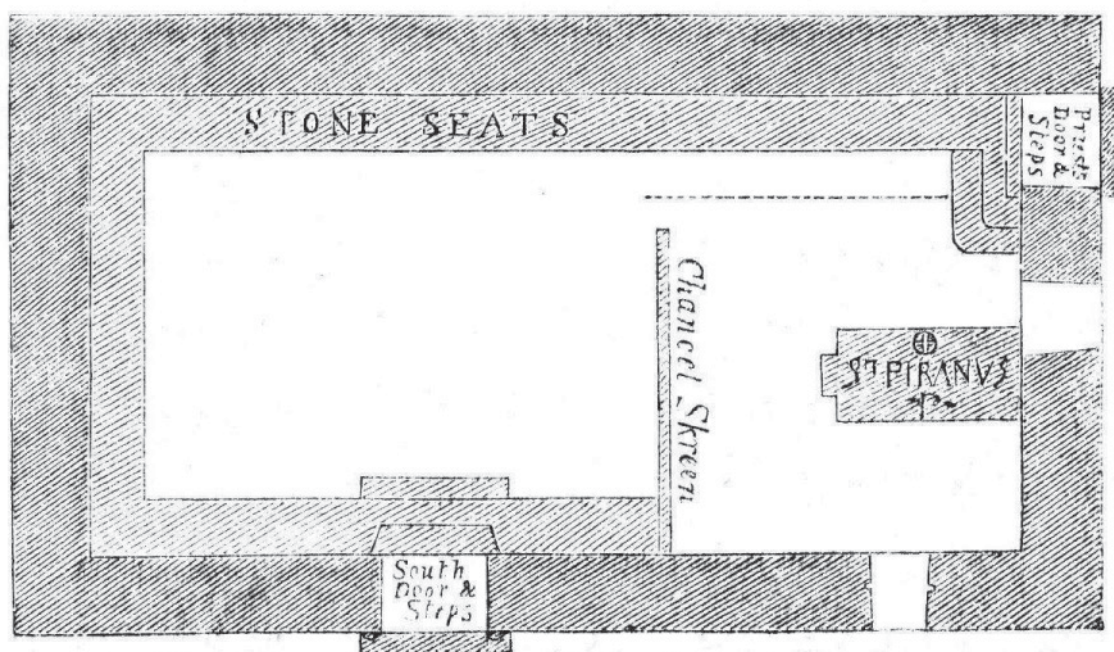 STONE SEATS
Priests
Door &
Steps
Chancel Skreen
ST PIRANVS
South
Door &
Steps